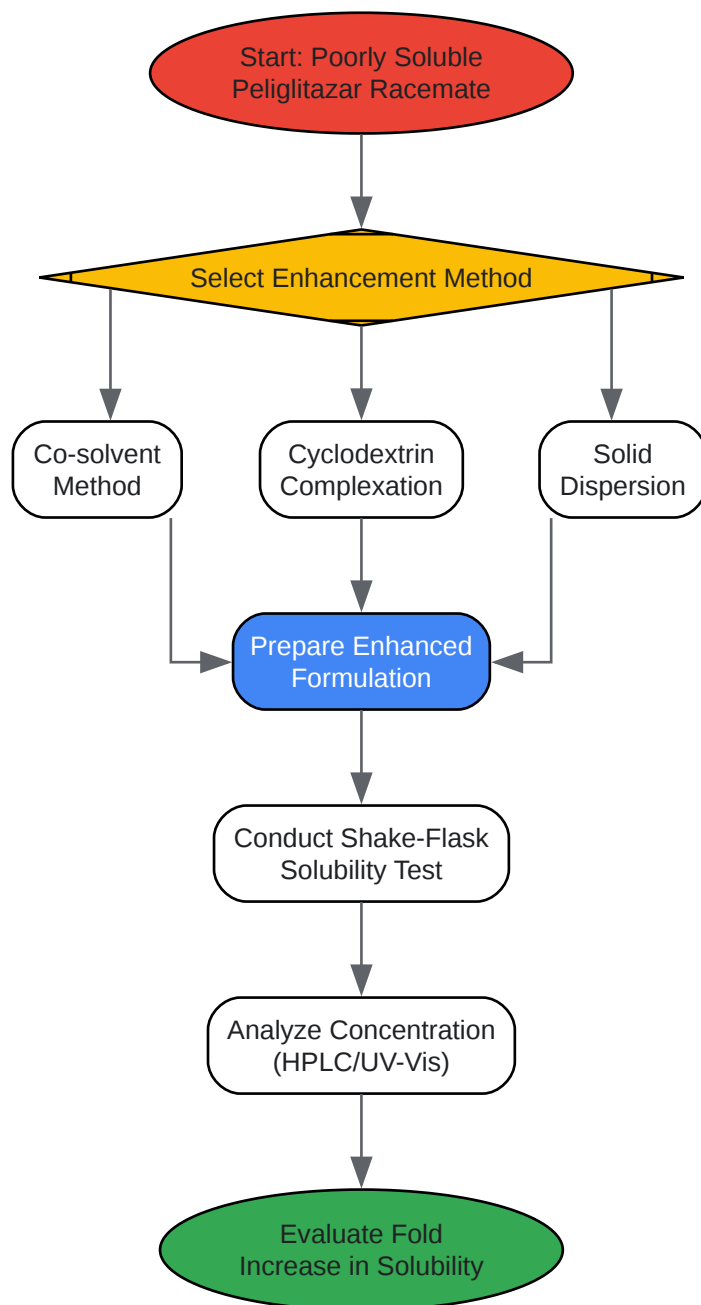 Start: Poorly Soluble
Peliglitazar Racemate
Select Enhancement Method
Co-solvent
Method
Cyclodextrin
Complexation
Solid
Dispersion
Prepare Enhanced
Formulation
Conduct Shake-Flask
Solubility Test
Analyze Concentration
(HPLC/UV-Vis)
Evaluate Fold
Increase in Solubility